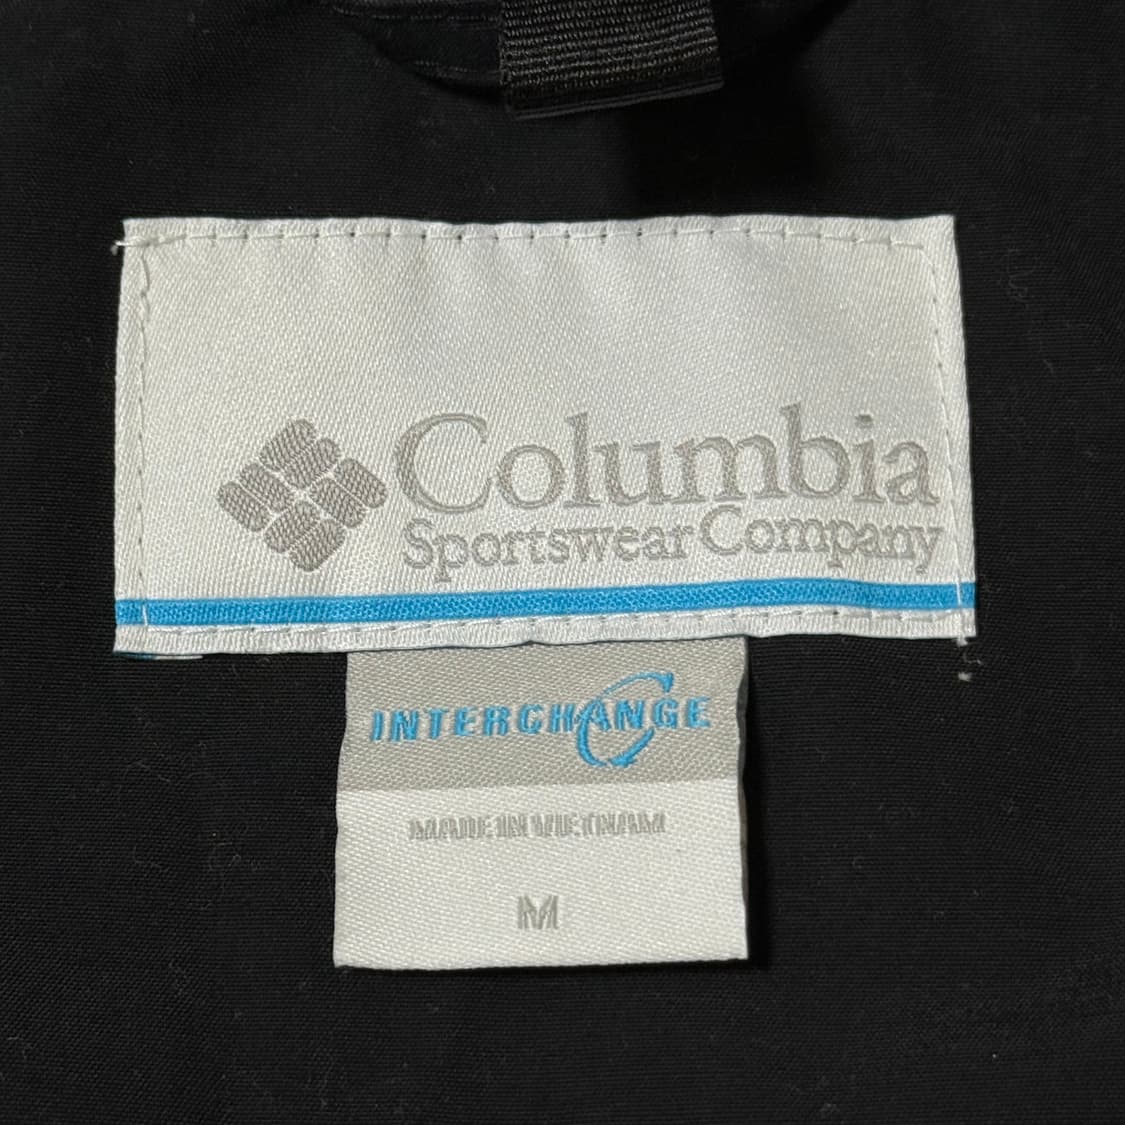 Columbia
Sportswear Company
INTERCHANGE
MADE IN VIETNAM
M